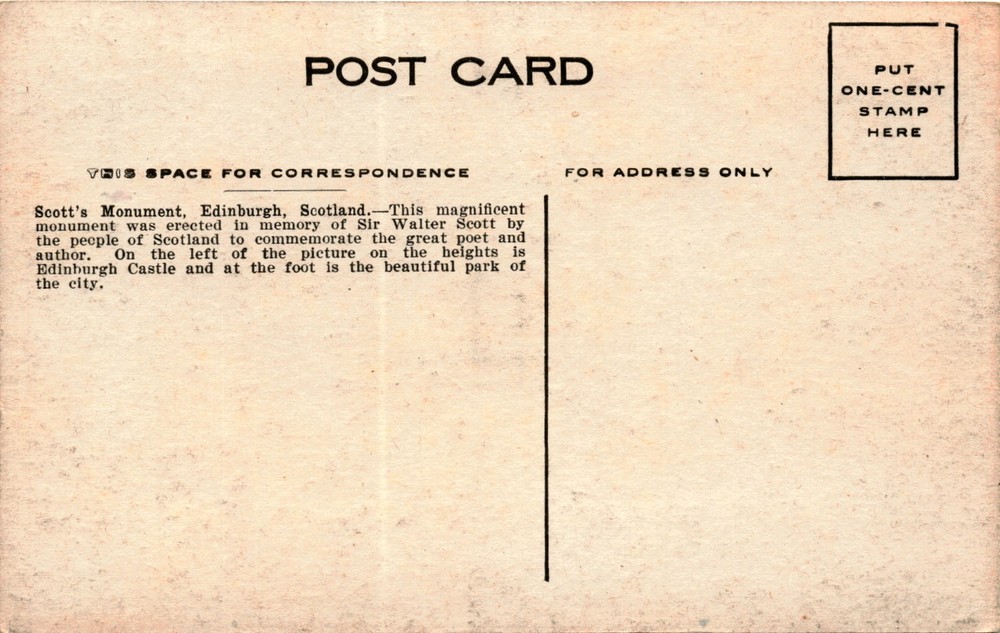 POST CARD
PUT
ONE-CENT
STAMP
HERE
THIS SPACE FOR CORRESPONDENCE
FOR ADDRESS ONLY
Scott's Monument, Edinburgh, Scotland.—This magnificent
monument was erected in memory of Sir Walter Scott by
the people of Scotland to commemorate the great poet and
author. On the left of the picture on the heights is
Edinburgh Castle and at the foot is the beautiful park of
the city.